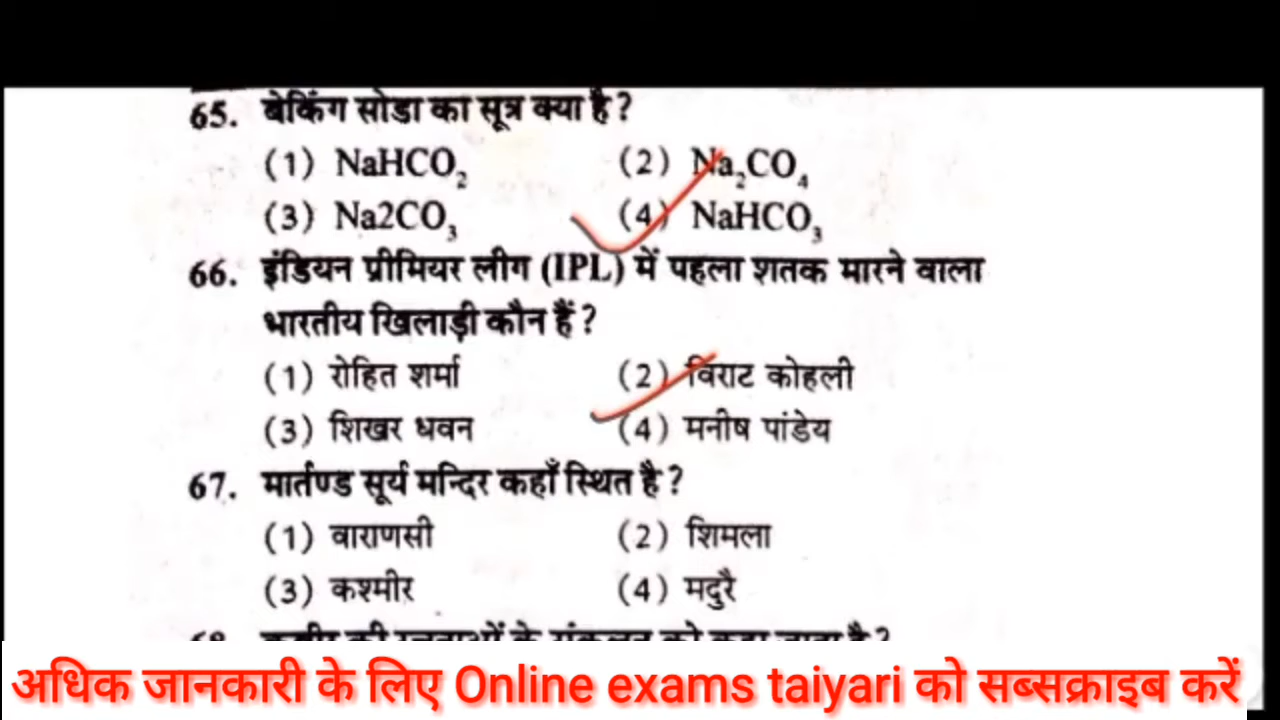 65. बेकिंग सोडा का सूत्र क्या है ?
(1) NaHCO₂ (2) Na₂CO₄
(3) Na2CO₃ (4) NaHCO₃
66. इंडियन प्रीमियर लीग (IPL) में पहला शतक मारने वाला
भारतीय खिलाड़ी कौन हैं ?
(1) रोहित शर्मा (2) विराट कोहली
(3) शिखर धवन (4) मनीष पांडेय
67. मार्तण्ड सूर्य मन्दिर कहाँ स्थित है ?
(1) वाराणसी (2) शिमला
(3) कश्मीर (4) मदुरै
अधिक जानकारी के लिए Online exams taiyari को सब्सक्राइब करें